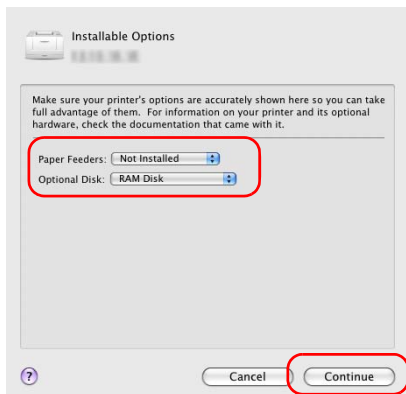 Installable Options
Make sure your printer's options are accurately shown here so you can take
full advantage of them. For information on your printer and its optional
hardware, check the documentation that came with it.
Paper Feeders: Not Installed
Optional Disk: RAM Disk
? Cancel Continue